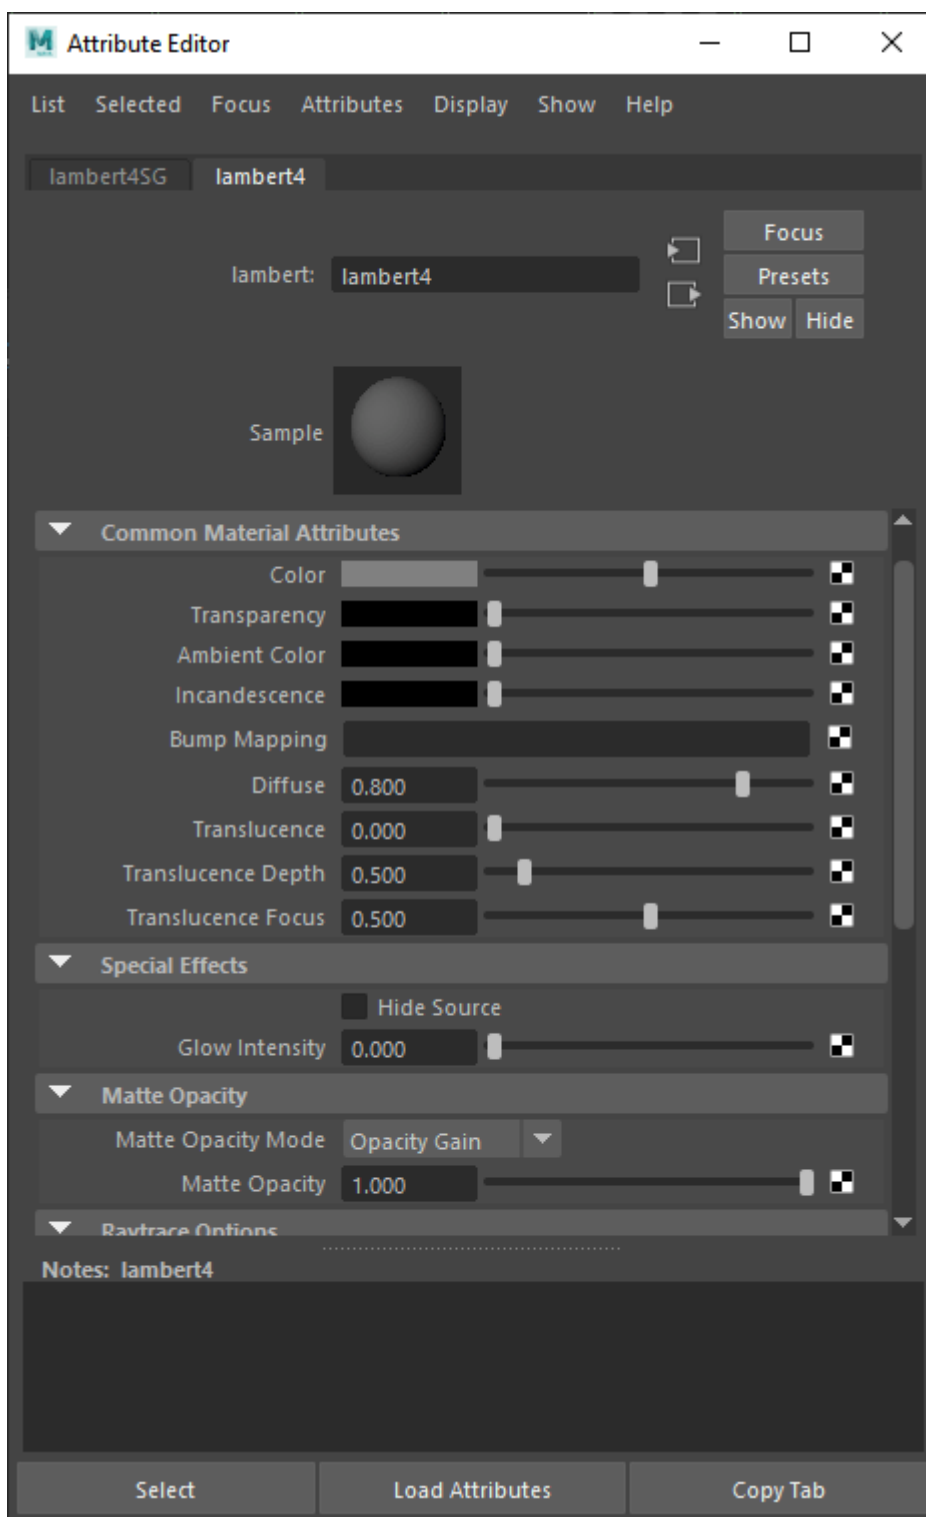 M Attribute Editor
List Selected Focus Attributes Display Show Help
lambert4SG lambert4
Focus
lambert: lambert4
Presets
Show Hide
Sample
Common Material Attributes
Color
Transparency
Ambient Color
Incandescence
Bump Mapping
Diffuse 0.800
Translucence 0.000
Translucence Depth 0.500
Translucence Focus 0.500
Special Effects
Hide Source
Glow Intensity 0.000
Matte Opacity
Matte Opacity Mode Opacity Gain
Matte Opacity 1.000
Raytrace Options
Notes: lambert4
Select Load Attributes Copy Tab